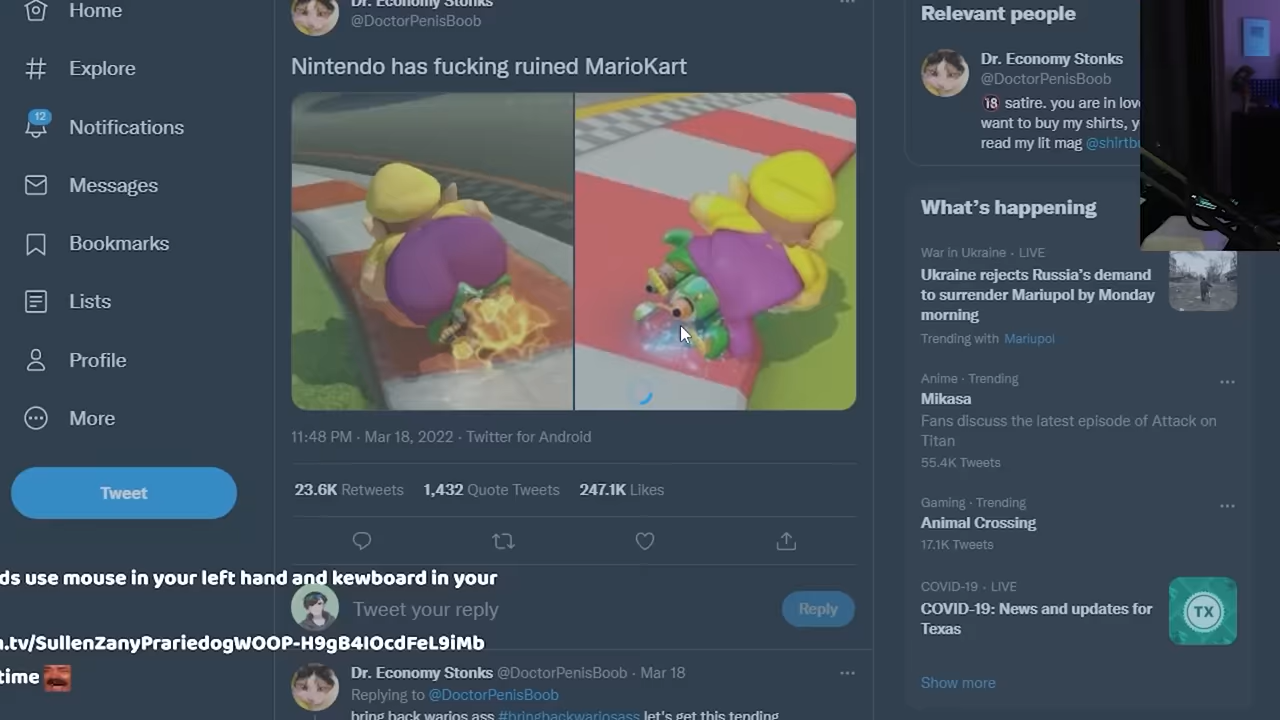 Home
Explore
12
Notifications
Messages
Bookmarks
Lists
Profile
More
Tweet
Dr. Economy Stonks
@DoctorPenisBoob
Nintendo has fucking ruined MarioKart
11:48 PM · Mar 18, 2022 · Twitter for Android
23.6K Retweets 1,432 Quote Tweets 247.1K Likes
Tweet your reply
Reply
Dr. Economy Stonks @DoctorPenisBoob · Mar 18
Replying to @DoctorPenisBoob
bring back warios ass #bringbackwariosass let's get this tending
use mouse in your left hand and kewboard in your
.tv/SullenZanyPrariedogWOOP-H9gB4IOcdFeL9iMb
time
Relevant people
Dr. Economy Stonks
@DoctorPenisBoob
🔞 satire. you are in
want to buy my shirts,
read my lit mag
What's happening
War in Ukraine · LIVE
Ukraine rejects Russia's demand
to surrender Mariupol by Monday
morning
Trending with Mariupol
Anime · Trending
Mikasa
Fans discuss the latest episode of Attack on
Titan
55.4K Tweets
Gaming · Trending
Animal Crossing
17.1K Tweets
COVID-19 · LIVE
COVID-19: News and updates for
Texas
TX
Show more